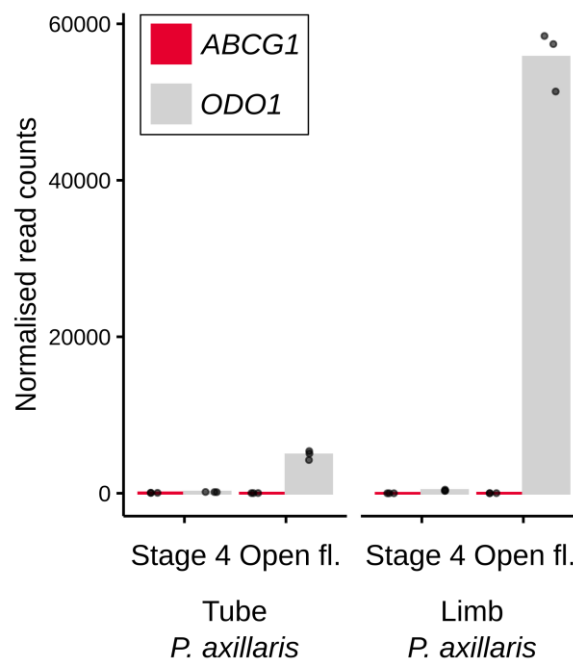 Normalised read counts
60000
40000
20000
0
ABCG1
ODO1
Stage 4 Open fl. Stage 4 Open fl.
Tube Limb
P. axillaris P. axillaris